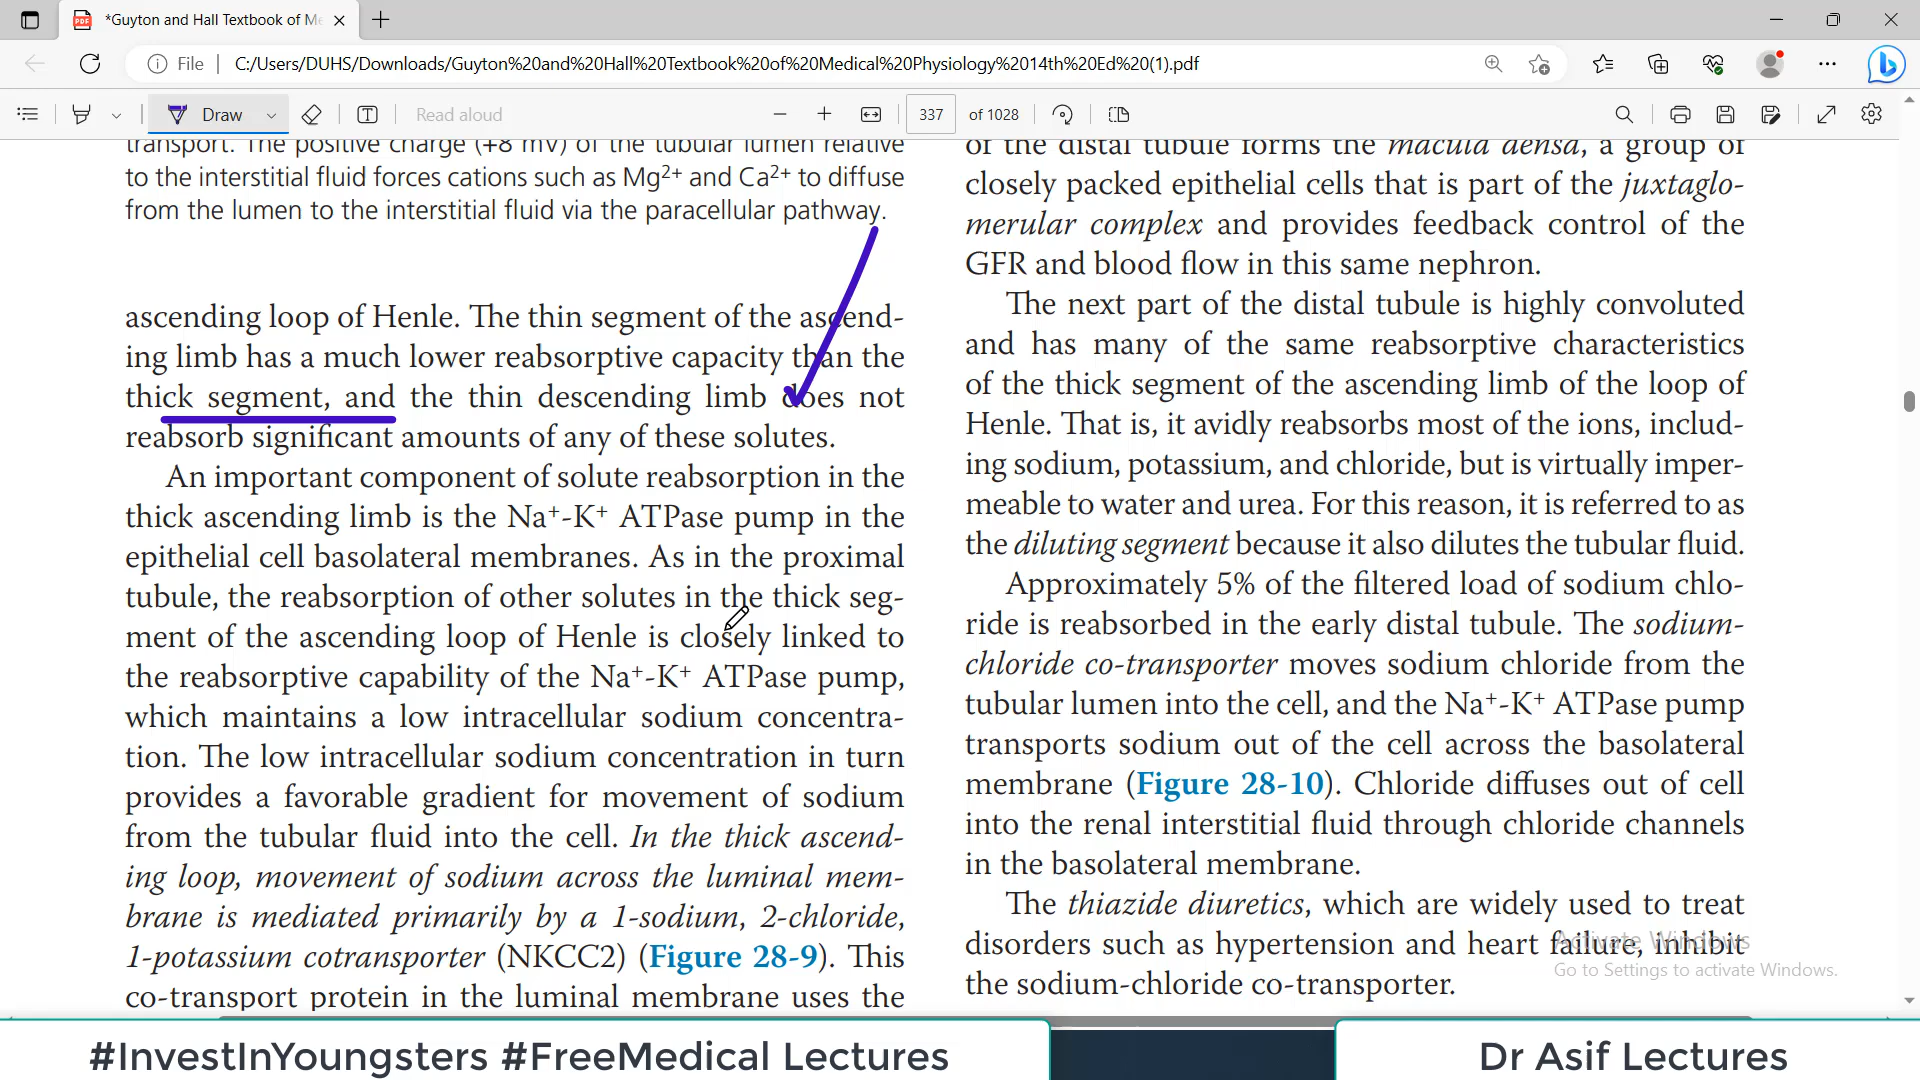 *Guyton and Hall Textbook of Me
File
C:/Users/DUHS/Downloads/Guyton%20and%20Hall%20Textbook%20of%20Medical%20Physiology%2014th%20Ed%20(1).pdf
Draw
Read aloud
337
of 1028
transport. The positive charge (+8 mV) of the tubular lumen relative
to the interstitial fluid forces cations such as Mg2+ and Ca2+ to diffuse
from the lumen to the interstitial fluid via the paracellular pathway.
ascending loop of Henle. The thin segment of the ascend-
ing limb has a much lower reabsorptive capacity than the
thick segment, and the thin descending limb does not
reabsorb significant amounts of any of these solutes.
An important component of solute reabsorption in the
thick ascending limb is the Na+-K+ ATPase pump in the
epithelial cell basolateral membranes. As in the proximal
tubule, the reabsorption of other solutes in the thick seg-
ment of the ascending loop of Henle is closely linked to
the reabsorptive capability of the Na+-K+ ATPase pump,
which maintains a low intracellular sodium concentra-
tion. The low intracellular sodium concentration in turn
provides a favorable gradient for movement of sodium
from the tubular fluid into the cell. In the thick ascend-
ing loop, movement of sodium across the luminal mem-
brane is mediated primarily by a 1-sodium, 2-chloride,
1-potassium cotransporter (NKCC2) (Figure 28-9). This
co-transport protein in the luminal membrane uses the
of the distal tubule forms the macula densa, a group of
closely packed epithelial cells that is part of the juxtaglo-
merular complex and provides feedback control of the
GFR and blood flow in this same nephron.
The next part of the distal tubule is highly convoluted
and has many of the same reabsorptive characteristics
of the thick segment of the ascending limb of the loop of
Henle. That is, it avidly reabsorbs most of the ions, includ-
ing sodium, potassium, and chloride, but is virtually imper-
meable to water and urea. For this reason, it is referred to as
the diluting segment because it also dilutes the tubular fluid.
Approximately 5% of the filtered load of sodium chlo-
ride is reabsorbed in the early distal tubule. The sodium-
chloride co-transporter moves sodium chloride from the
tubular lumen into the cell, and the Na+-K+ ATPase pump
transports sodium out of the cell across the basolateral
membrane (Figure 28-10). Chloride diffuses out of cell
into the renal interstitial fluid through chloride channels
in the basolateral membrane.
The thiazide diuretics, which are widely used to treat
disorders such as hypertension and heart failure, inhibit
the sodium-chloride co-transporter.
Activate Windows
Go to Settings to activate Windows.
#InvestInYoungsters #FreeMedical Lectures
Dr Asif Lectures